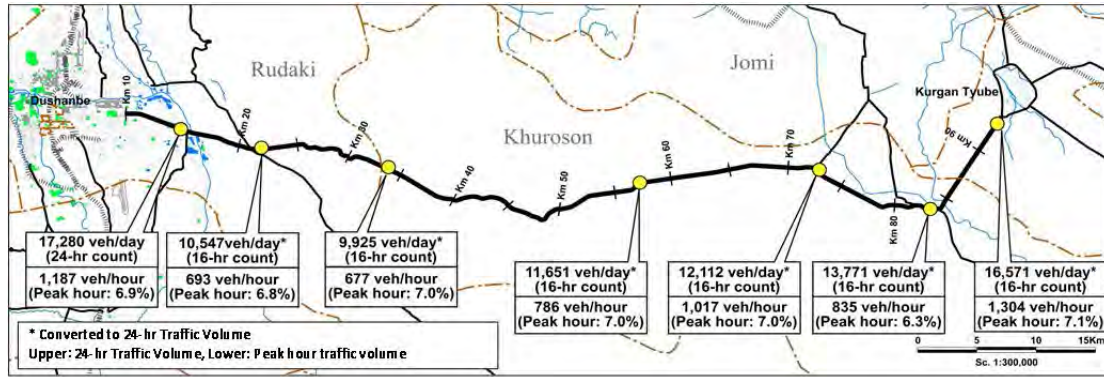 Rudaki
Jomi
Kurgan Tyube
Dushanbe
Khuroson
Km 10
Km 20
Km 30
Km 40
Km 50
Km 60
Km 70
Km 80
Km 90
17,280 veh/day
(24-hr count)
1,187 veh/hour
(Peak hour: 6.9%)
10,547veh/day*
(16-hr count)
693 veh/hour
(Peak hour: 6.8%)
9,925 veh/day*
(16-hr count)
677 veh/hour
(Peak hour: 7.0%)
11,651 veh/day*
(16-hr count)
786 veh/hour
(Peak hour: 7.0%)
12,112 veh/day*
(16-hr count)
1,017 veh/hour
(Peak hour: 7.0%)
13,771 veh/day*
(16-hr count)
835 veh/hour
(Peak hour: 6.3%)
16,571 veh/day*
(16-hr count)
1,304 veh/hour
(Peak hour: 7.1%)
* Converted to 24-hr Traffic Volume
Upper: 24-hr Traffic Volume, Lower: Peak hour traffic volume
0 5 10 15Km
Sc. 1:300,000